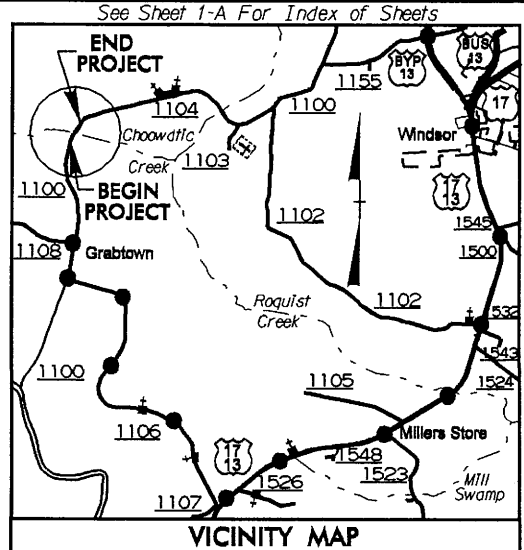 See Sheet 1-A For Index of Sheets
END
PROJECT
1104
1155
BYP
13
BUS
13
1100
17
Choowatic
Creek
1103
Windsor
1100
BEGIN
PROJECT
17
13
1102
1545
1500
1108
Grabtown
Roquist
Creek
1102
1532
1543
1524
1100
1105
1106
17
13
Millers Store
1548
1523
1526
Mill
Swamp
1107
VICINITY MAP